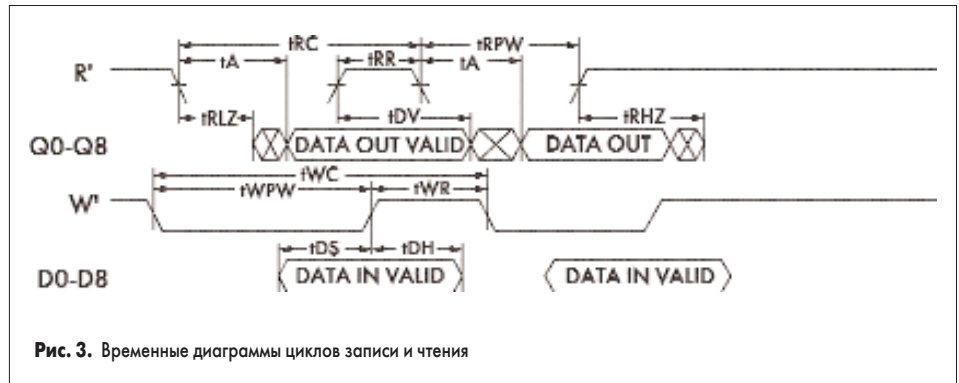 tRC tRPW
tA tRR tA
R'
tRLZ tDV tRHZ
Q0-Q8 DATA OUT VALID DATA OUT
tWC
tWPW tWR
W'
tDS tDH
D0-D8 DATA IN VALID DATA IN VALID
Рис. 3. Временные диаграммы циклов записи и чтения